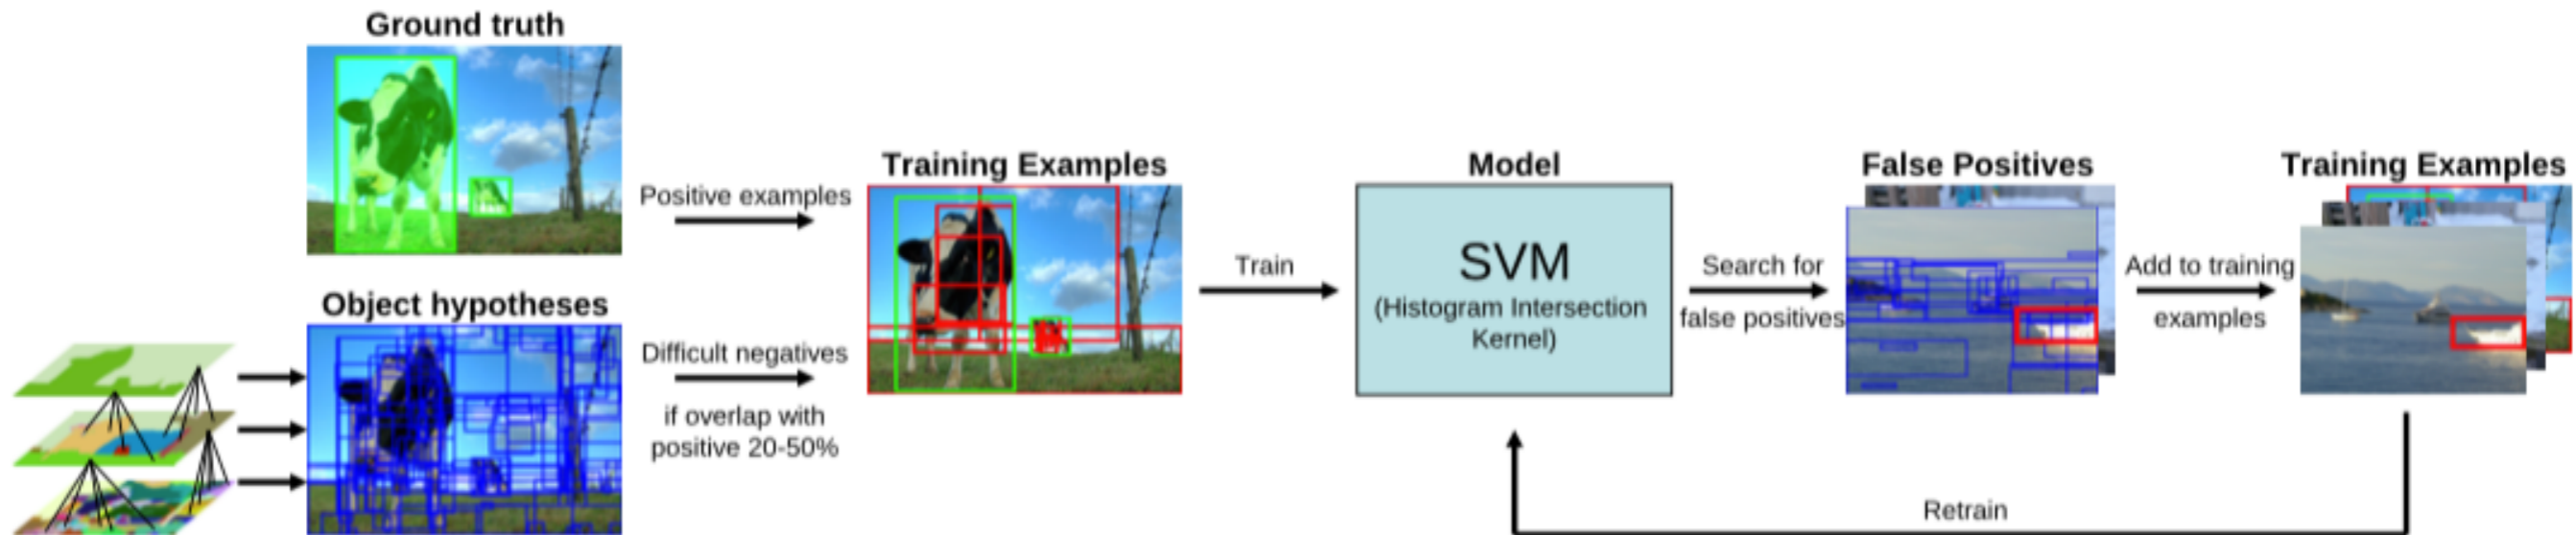 Ground truth
Object hypotheses
Positive examples
Difficult negatives
if overlap with
positive 20-50%
Training Examples
Train
Model
SVM
(Histogram Intersection
Kernel)
Search for
false positives
False Positives
Add to training
examples
Training Examples
Retrain